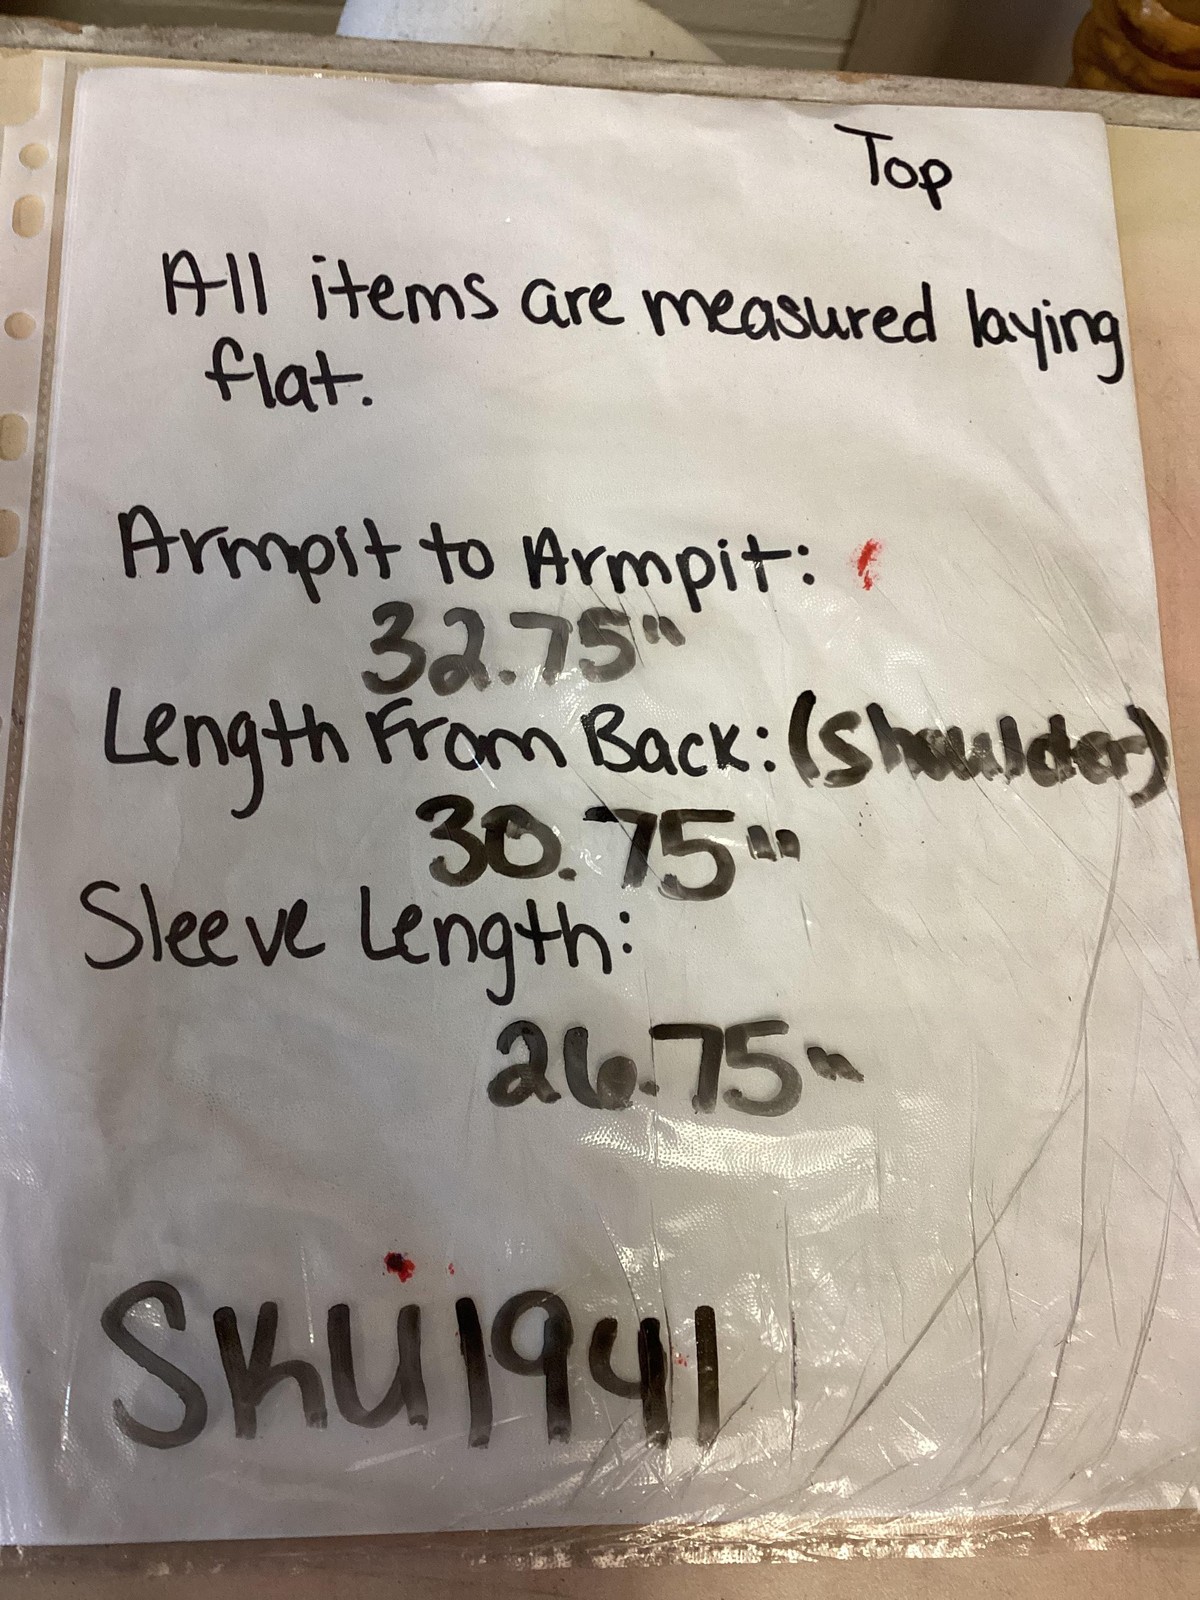 Top
All items are measured laying
flat.
Armpit to Armpit:
32.75"
Length From Back: (Shoulder)
30.75"
Sleeve Length:
26.75"
SKU1941